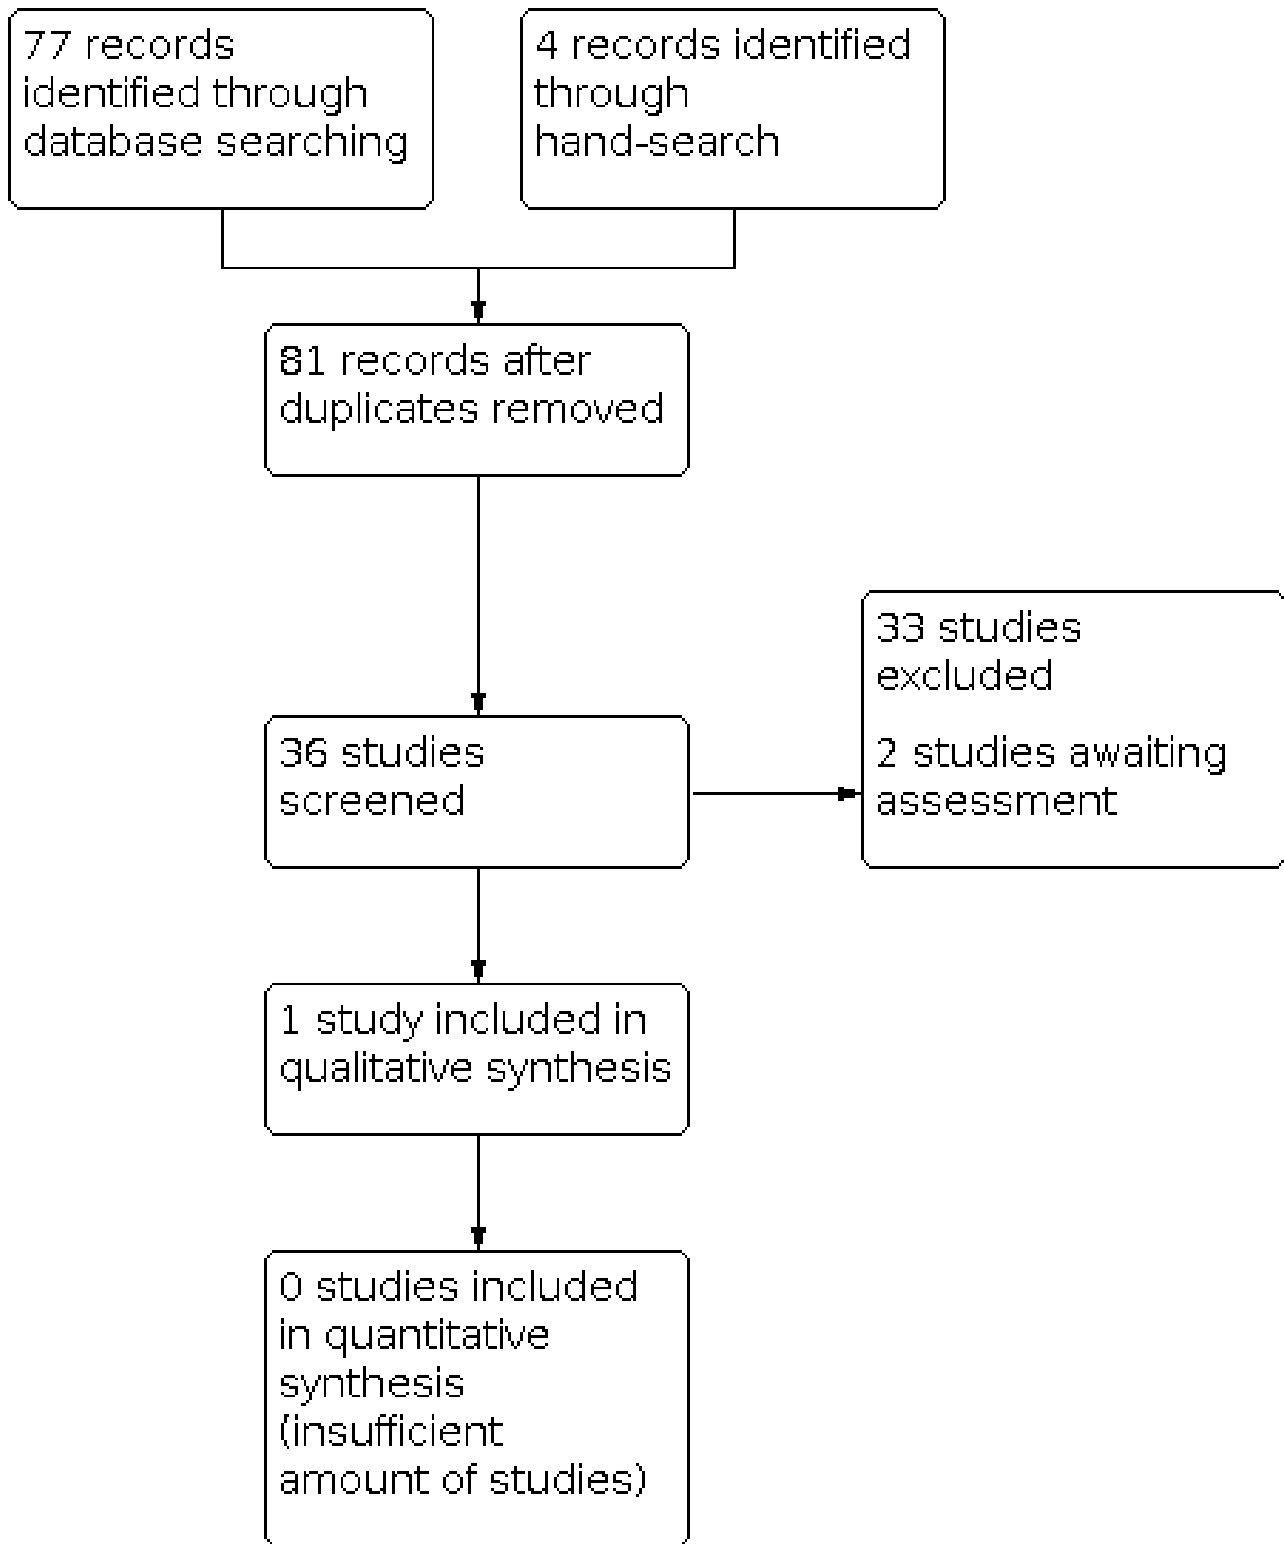 77 records
identified through
database searching
4 records identified
through
hand-search
81 records after
duplicates removed
33 studies
excluded
2 studies awaiting
assessment
36 studies
screened
1 study included in
qualitative synthesis
0 studies included
in quantitative
synthesis
(insufficient
amount of studies)